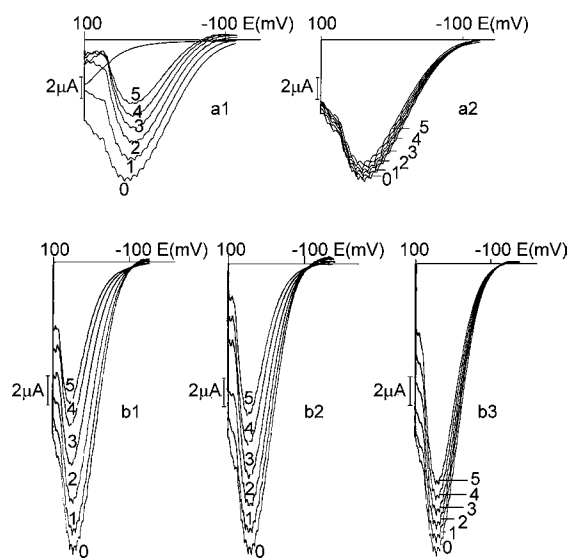 100 -100 E(mV) 100 -100 E(mV)
2μA 5 4 3 2 1 0 a1
2μA 5 4 3 2 1 0 a2
100 -100 E(mV) 100 -100 E(mV) 100 -100 E(mV)
2μA 5 4 3 2 1 0 b1
2μA 5 4 3 2 1 0 b2
2μA 5 4 3 2 1 0 b3